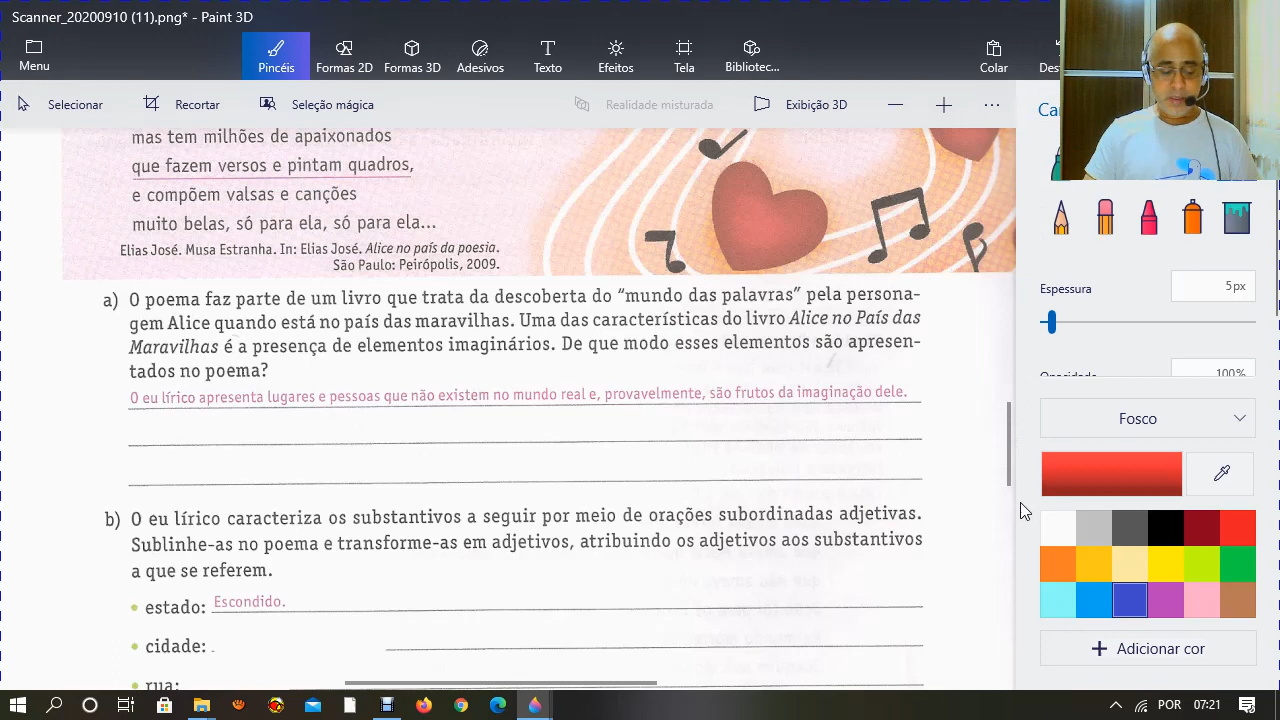 Scanner_20200910 (11).png* - Paint 3D
Menu
Pincéis
Formas 2D
Formas 3D
Adesivos
Texto
Efeitos
Tela
Bibliotec...
Colar
Selecionar
Recortar
Seleção mágica
Realidade misturada
Exibição 3D
mas tem milhões de apaixonados
que fazem versos e pintam quadros,
e compõem valsas e canções
muito belas, só para ela, só para ela...
Elias José. Musa Estranha. In: Elias José. Alice no país da poesia.
São Paulo: Peirópolis, 2009.
a) O poema faz parte de um livro que trata da descoberta do “mundo das palavras” pela persona-
gem Alice quando está no país das maravilhas. Uma das características do livro Alice no País das
Maravilhas é a presença de elementos imaginários. De que modo esses elementos são apresen-
tados no poema?
O eu lírico apresenta lugares e pessoas que não existem no mundo real e, provavelmente, são frutos da imaginação dele.
b) O eu lírico caracteriza os substantivos a seguir por meio de orações subordinadas adjetivas.
Sublinhe-as no poema e transforme-as em adjetivos, atribuindo os adjetivos aos substantivos
a que se referem.
• estado: Escondido.
• cidade:
• rua:
Espessura
5px
Opacidade
100%
Fosco
Adicionar cor
POR
07:21